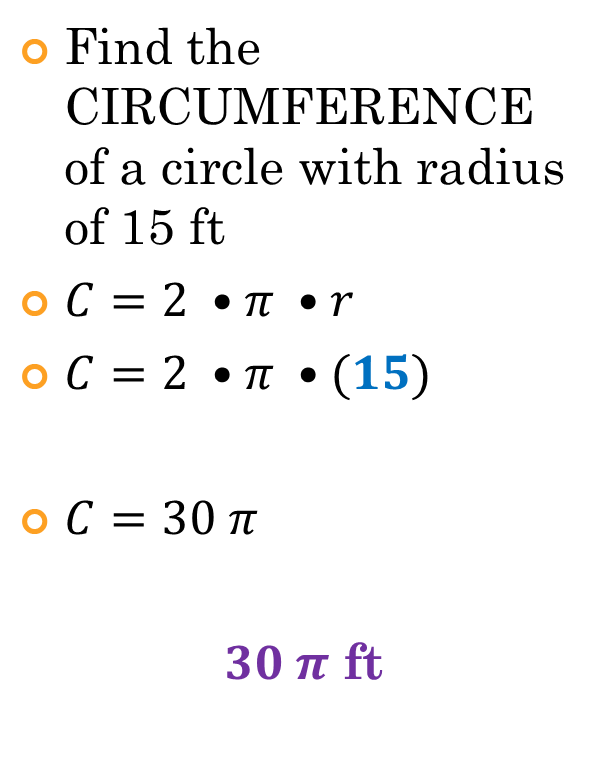 Find the
CIRCUMFERENCE
of a circle with radius
of 15 ft
𝐶 = 2 • 𝜋 • 𝑟
𝐶 = 2 • 𝜋 • (15)
𝐶 = 30 𝜋
30 𝜋 ft